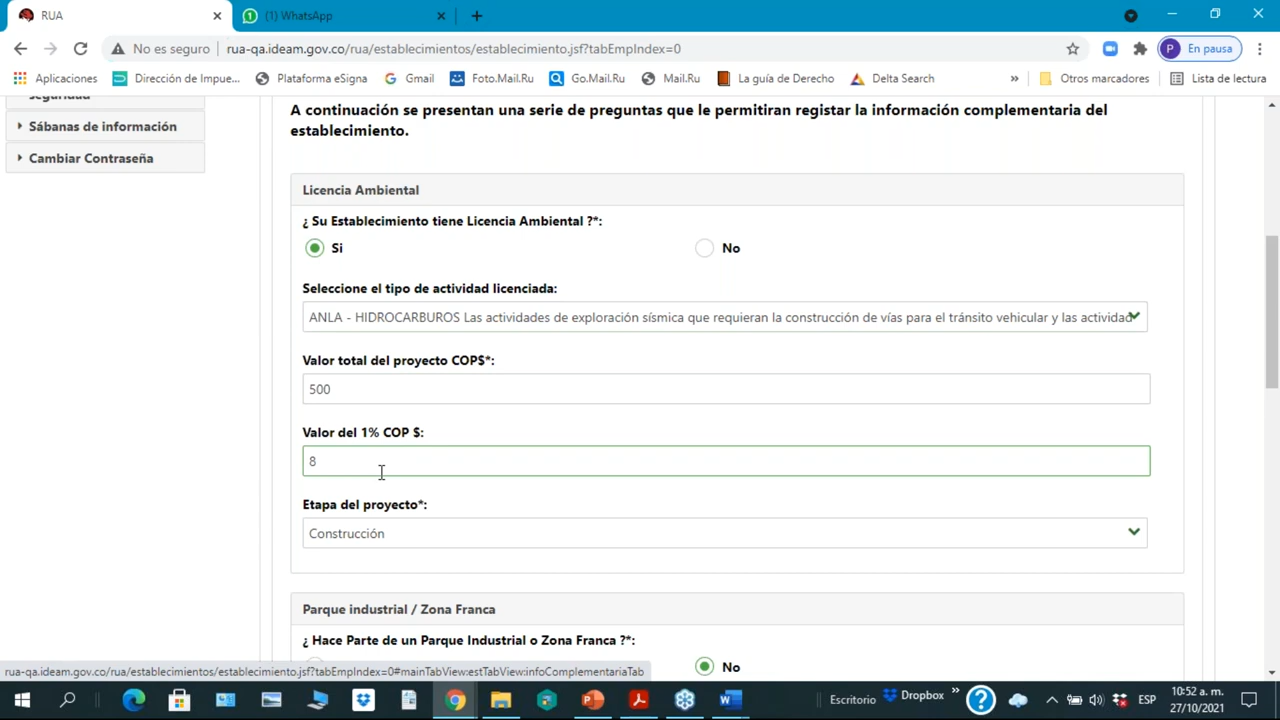 RUA
(1) WhatsApp
No es seguro
rua-qa.ideam.gov.co/rua/establecimientos/establecimiento.jsf?tabEmpIndex=0
P
En pausa
Aplicaciones
Dirección de Impue...
Plataforma eSigna
Gmail
Foto.Mail.Ru
Go.Mail.Ru
Mail.Ru
La guía de Derecho
Delta Search
»
Otros marcadores
Lista de lectura
seguridad
Sábanas de información
Cambiar Contraseña
A continuación se presentan una serie de preguntas que le permitiran registar la información complementaria del
establecimiento.
Licencia Ambiental
¿ Su Establecimiento tiene Licencia Ambiental ?*:
Si
No
Seleccione el tipo de actividad licenciada:
ANLA - HIDROCARBUROS Las actividades de exploración sísmica que requieran la construcción de vías para el tránsito vehicular y las actividad
Valor total del proyecto COP$*:
500
Valor del 1% COP $:
8
Etapa del proyecto*:
Construcción
Parque industrial / Zona Franca
¿ Hace Parte de un Parque Industrial o Zona Franca ?*:
No
rua-qa.ideam.gov.co/rua/establecimientos/establecimiento.jsf?tabEmpIndex=0#mainTabView:estTabView:infoComplementariaTab
Escritorio
Dropbox
»
ESP
10:52 a. m.
27/10/2021